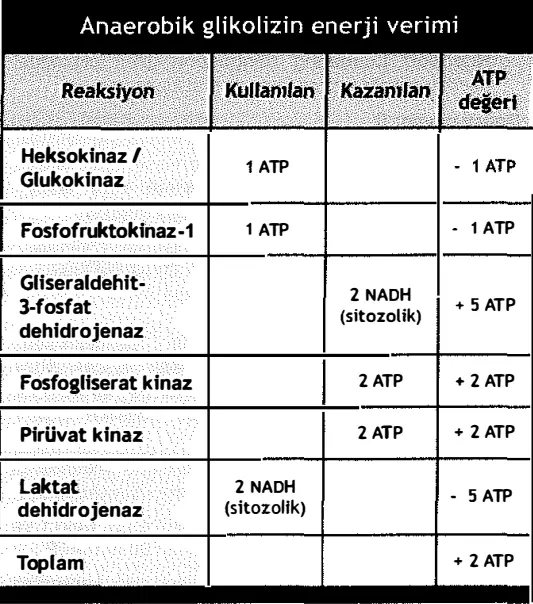 Anaerobik glikolizin enerji verimi
Reaksiyon Kullanılan Kazanılan ATP değeri
Heksokinaz / Glukokinaz 1 ATP - 1 ATP
Fosfofruktokinaz-1 1 ATP - 1 ATP
Gliseraldehit-3-fosfat dehidrojenaz 2 NADH (sitozolik) + 5 ATP
Fosfogliserat kinaz 2 ATP + 2 ATP
Pirüvat kinaz 2 ATP + 2 ATP
Laktat dehidrojenaz 2 NADH (sitozolik) - 5 ATP
Toplam + 2 ATP